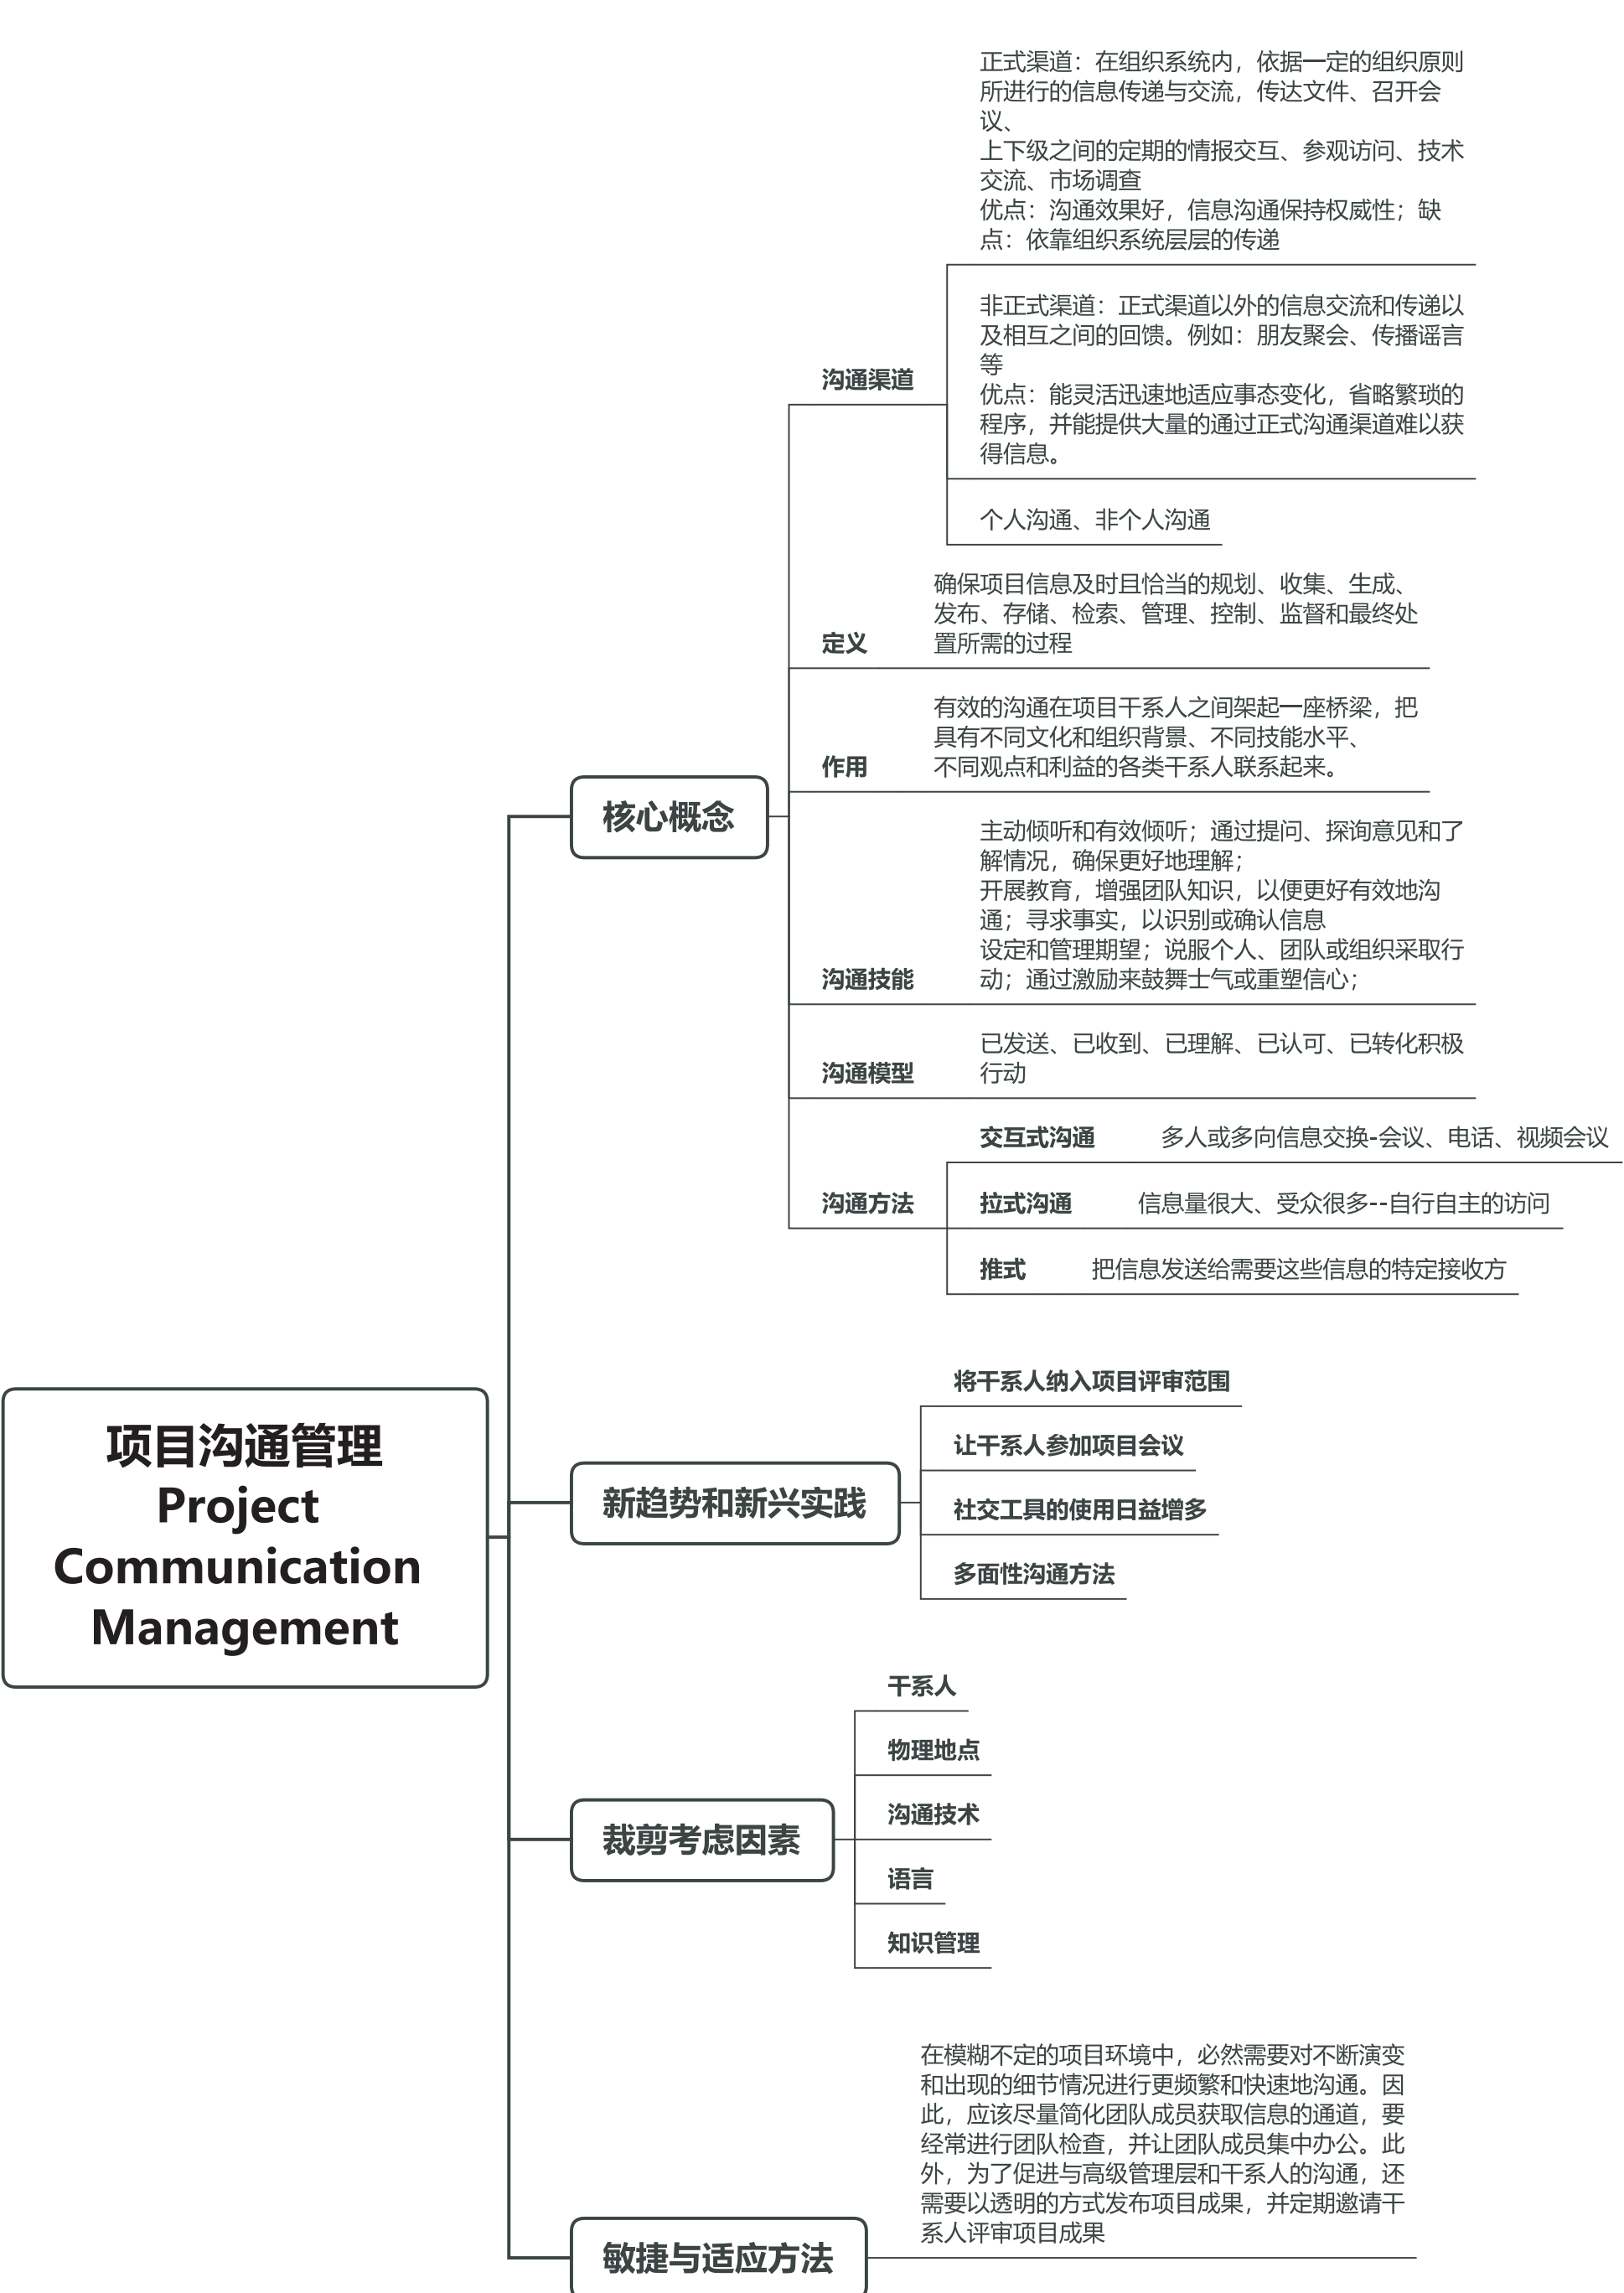 项目沟通管理
Project
Communication
Management
核心概念
沟通渠道
正式渠道：在组织系统内，依据一定的组织原则
所进行的信息传递与交流，传达文件、召开会
议、
上下级之间的定期的情报交互、参观访问、技术
交流、市场调查
优点：沟通效果好，信息沟通保持权威性；缺
点：依靠组织系统层层的传递
非正式渠道：正式渠道以外的信息交流和传递以
及相互之间的回馈。例如：朋友聚会、传播谣言
等
优点：能灵活迅速地适应事态变化，省略繁琐的
程序，并能提供大量的通过正式沟通渠道难以获
得信息。
个人沟通、非个人沟通
定义
确保项目信息及时且恰当的规划、收集、生成、
发布、存储、检索、管理、控制、监督和最终处
置所需的过程
作用
有效的沟通在项目干系人之间架起一座桥梁，把
具有不同文化和组织背景、不同技能水平、
不同观点和利益的各类干系人联系起来。
沟通技能
主动倾听和有效倾听；通过提问、探询意见和了
解情况，确保更好地理解；
开展教育，增强团队知识，以便更好有效地沟
通；寻求事实，以识别或确认信息
设定和管理期望；说服个人、团队或组织采取行
动；通过激励来鼓舞士气或重塑信心；
沟通模型
已发送、已收到、已理解、已认可、已转化积极
行动
沟通方法
交互式沟通
多人或多向信息交换-会议、电话、视频会议
拉式沟通
信息量很大、受众很多--自行自主的访问
推式
把信息发送给需要这些信息的特定接收方
新趋势和新兴实践
将干系人纳入项目评审范围
让干系人参加项目会议
社交工具的使用日益增多
多面性沟通方法
裁剪考虑因素
干系人
物理地点
沟通技术
语言
知识管理
敏捷与适应方法
在模糊不定的项目环境中，必然需要对不断演变
和出现的细节情况进行更频繁和快速地沟通。因
此，应该尽量简化团队成员获取信息的通道，要
经常进行团队检查，并让团队成员集中办公。此
外，为了促进与高级管理层和干系人的沟通，还
需要以透明的方式发布项目成果，并定期邀请干
系人评审项目成果